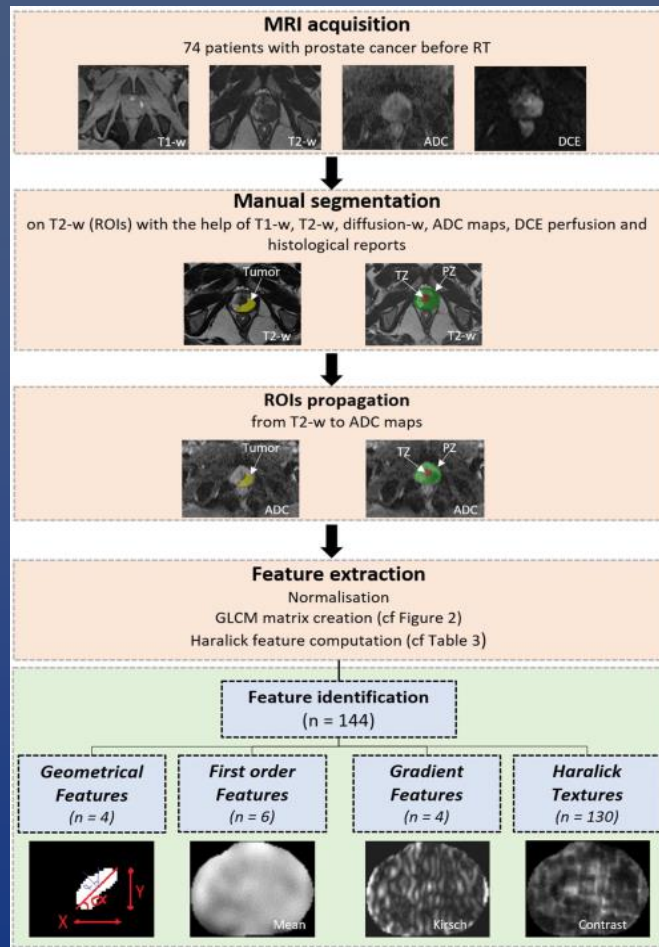 MRI acquisition
74 patients with prostate cancer before RT
T1-w T2-w ADC DCE
Manual segmentation
on T2-w (ROIs) with the help of T1-w, T2-w, diffusion-w, ADC maps, DCE perfusion and
histological reports
Tumor TZ PZ
T2-w T2-w
ROIs propagation
from T2-w to ADC maps
Tumor TZ PZ
ADC ADC
Feature extraction
Normalisation
GLCM matrix creation (cf Figure 2)
Haralick feature computation (cf Table 3)
Feature identification
(n = 144)
Geometrical First order Gradient Haralick
Features Features Features Textures
(n = 4) (n = 6) (n = 4) (n = 130)
α Y
X Mean Kirsch Contrast